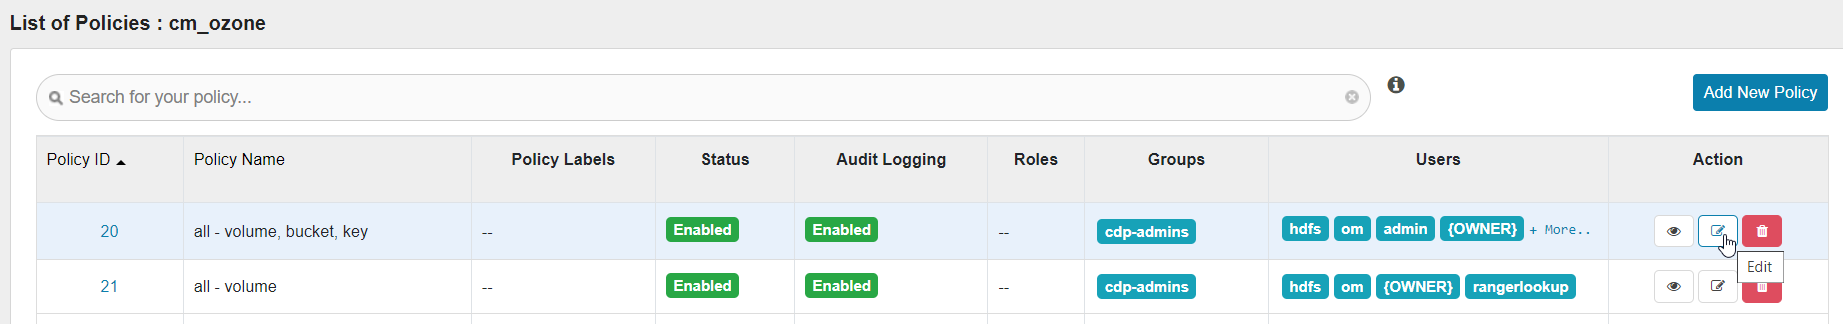 List of Policies : cm_ozone
Search for your policy...
Add New Policy
Policy ID Policy Name Policy Labels Status Audit Logging Roles Groups Users Action
20 all - volume, bucket, key -- Enabled Enabled -- cdp-admins hdfs om admin {OWNER} + More..
Edit
21 all - volume -- Enabled Enabled -- cdp-admins hdfs om {OWNER} rangerlookup